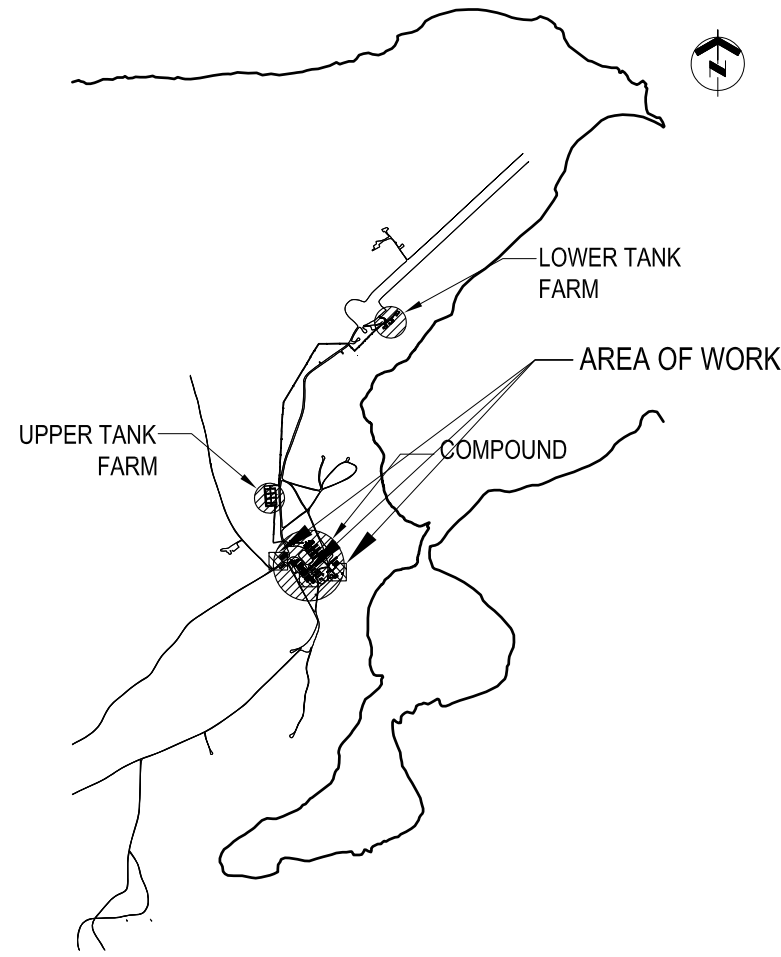 N
LOWER TANK
FARM
AREA OF WORK
UPPER TANK
FARM
COMPOUND